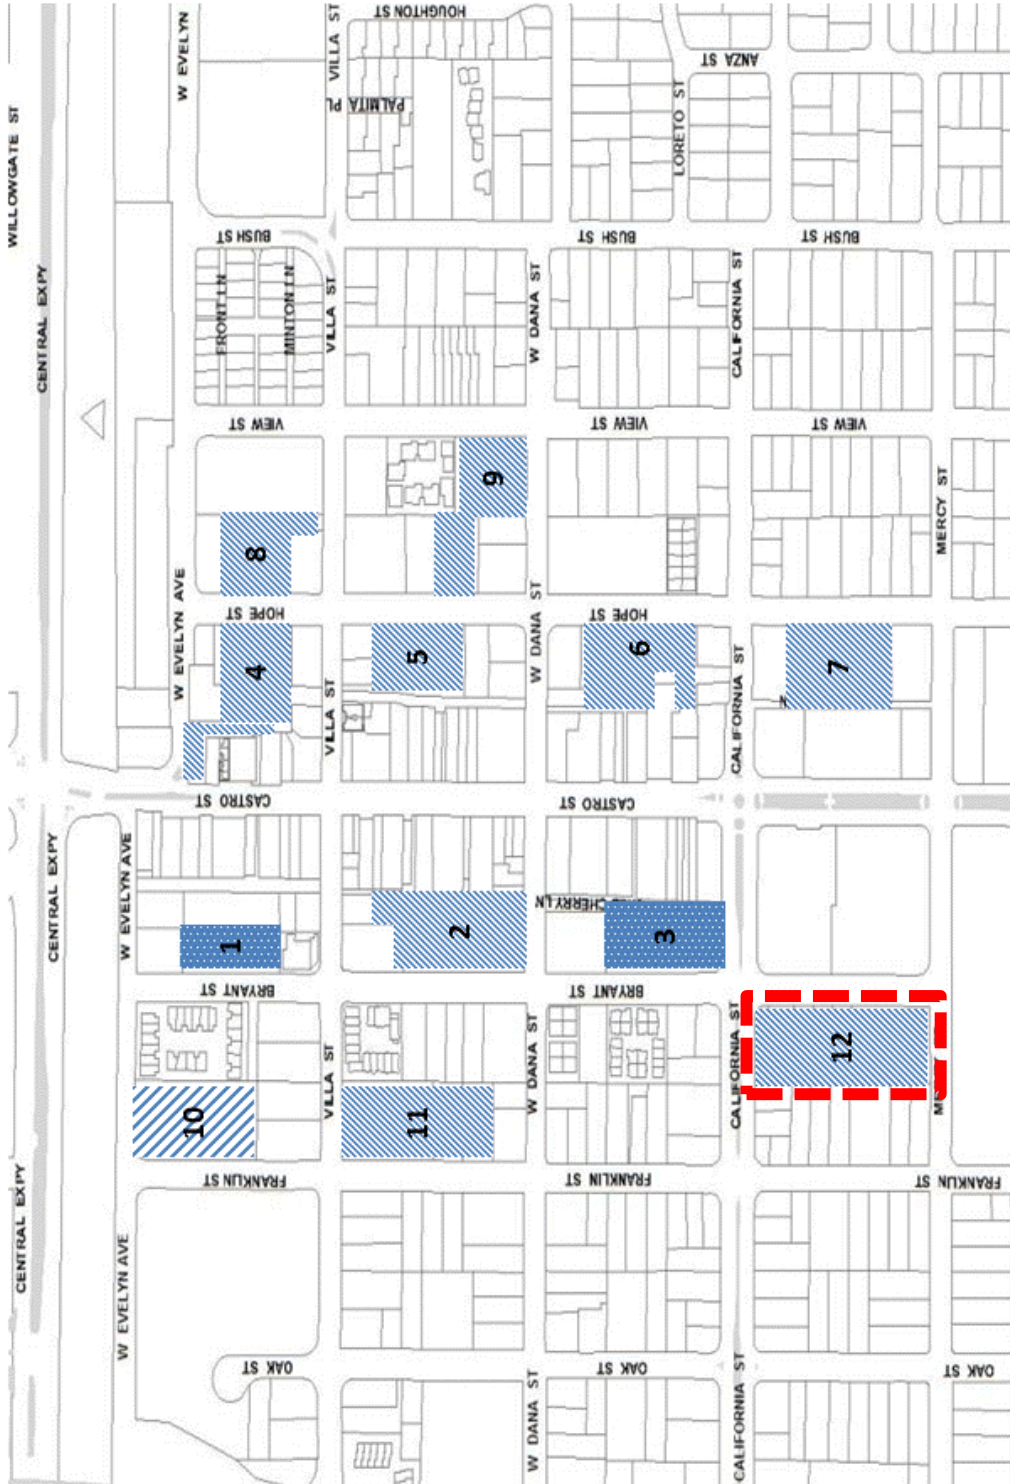 HOUGHTON ST
W EVELYN
VILLA ST
ANZA ST
WILLOWGATE ST
PALMITA PL
LORETO ST
CENTRAL EXPY
BUSH ST
BUSH ST
BUSH ST
FRONT LN
MINTON LN
VILLA ST
W DANA ST
CALIFORNIA ST
VIEW ST
VIEW ST
VIEW ST
9
MERCY ST
8
W EVELYN AVE
HOPE ST
W DANA ST
HOPE ST
4
5
6
7
VILLA ST
CALIFORNIA ST
CASTRO ST
CASTRO ST
CENTRAL EXPY
W EVELYN AVE
CHERRY LN
1
2
3
BRYANT ST
BRYANT ST
VILLA ST
W DANA ST
CALIFORNIA ST
12
10
11
FRANKLIN ST
FRANKLIN ST
FRANKLIN ST
CENTRAL EXPY
W EVELYN AVE
OAK ST
OAK ST
OAK ST
W DANA ST
CALIFORNIA ST